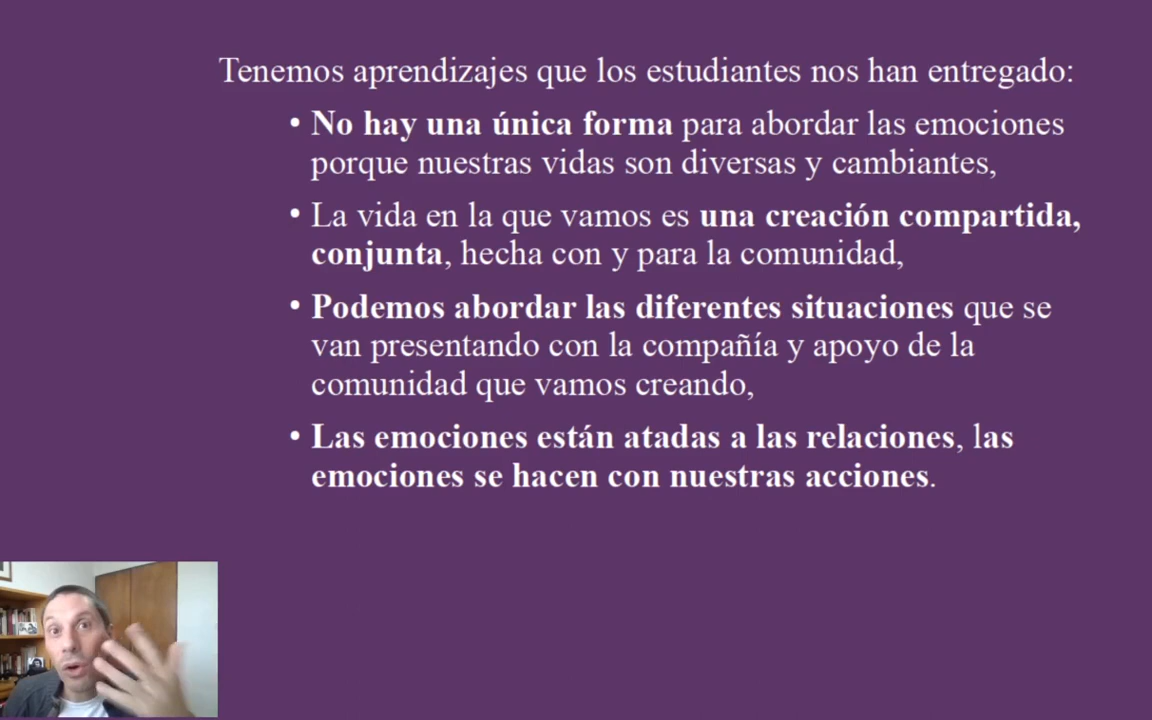 Tenemos aprendizajes que los estudiantes nos han entregado:
• No hay una única forma para abordar las emociones
porque nuestras vidas son diversas y cambiantes,
• La vida en la que vamos es una creación compartida,
conjunta, hecha con y para la comunidad,
• Podemos abordar las diferentes situaciones que se
van presentando con la compañía y apoyo de la
comunidad que vamos creando,
• Las emociones están atadas a las relaciones, las
emociones se hacen con nuestras acciones.